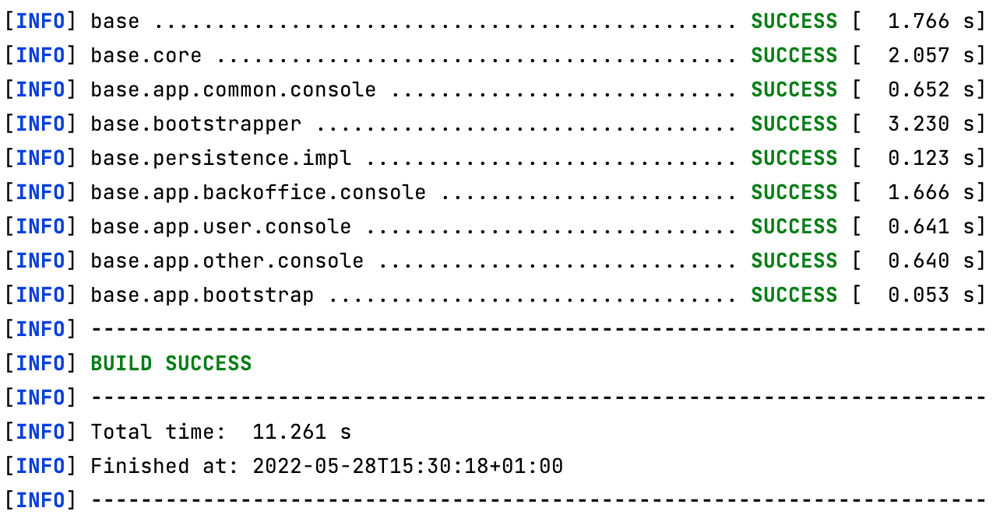 [INFO] base ............................................... SUCCESS [  1.766 s]
[INFO] base.core .......................................... SUCCESS [  2.057 s]
[INFO] base.app.common.console ............................ SUCCESS [  0.652 s]
[INFO] base.bootstrapper .................................. SUCCESS [  3.230 s]
[INFO] base.persistence.impl .............................. SUCCESS [  0.123 s]
[INFO] base.app.backoffice.console ........................ SUCCESS [  1.666 s]
[INFO] base.app.user.console .............................. SUCCESS [  0.641 s]
[INFO] base.app.other.console ............................. SUCCESS [  0.640 s]
[INFO] base.app.bootstrap ................................. SUCCESS [  0.053 s]
[INFO] ------------------------------------------------------------------------
[INFO] BUILD SUCCESS
[INFO] ------------------------------------------------------------------------
[INFO] Total time:  11.261 s
[INFO] Finished at: 2022-05-28T15:30:18+01:00
[INFO] ------------------------------------------------------------------------